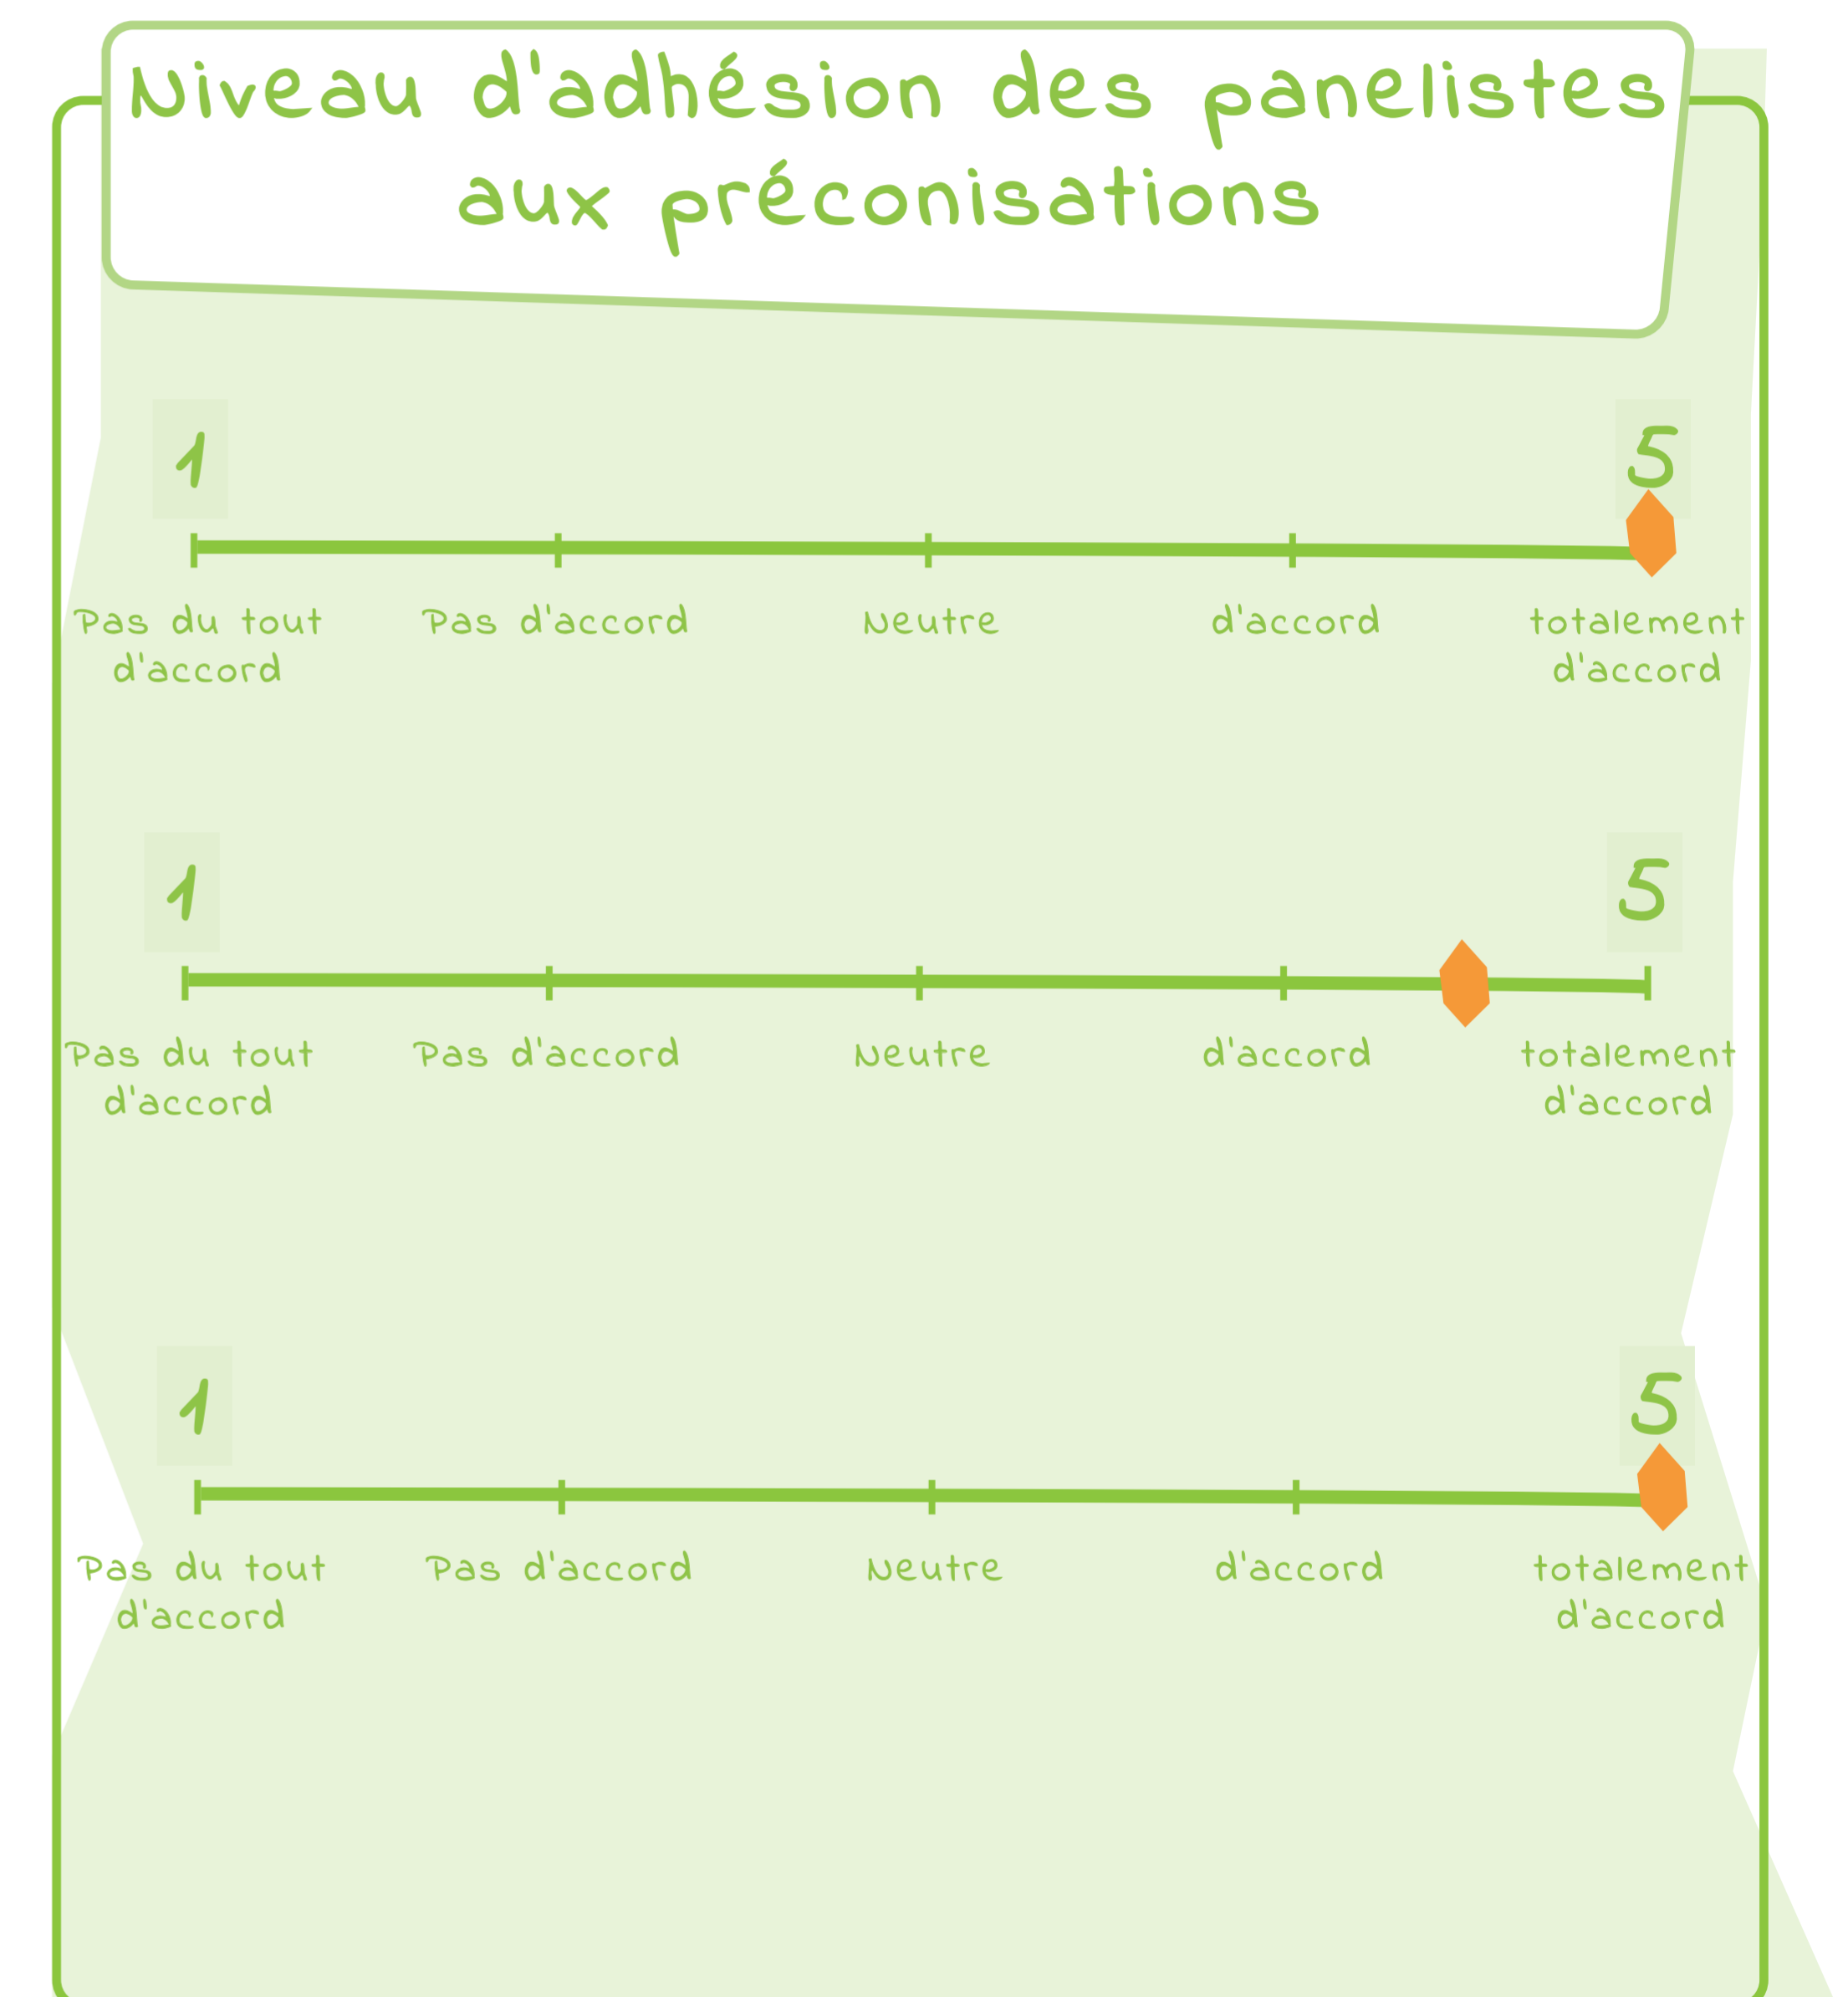 Niveau d'adhésion des panelistes
aux préconisations
1 5
Pas du tout Pas d'accord Neutre d'accord totalement
d'accord d'accord
1 5
Pas du tout Pas d'accord Neutre d'accord totalement
d'accord d'accord
1 5
Pas du tout Pas d'accord Neutre d'accord totalement
d'accord d'accord